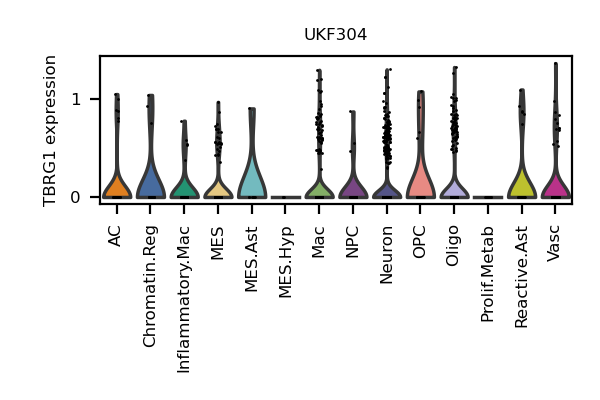 UKF304
TBRG1 expression
1
0
AC
Chromatin.Reg
Inflammatory.Mac
MES
MES.Ast
MES.Hyp
Mac
NPC
Neuron
OPC
Oligo
Prolif.Metab
Reactive.Ast
Vasc